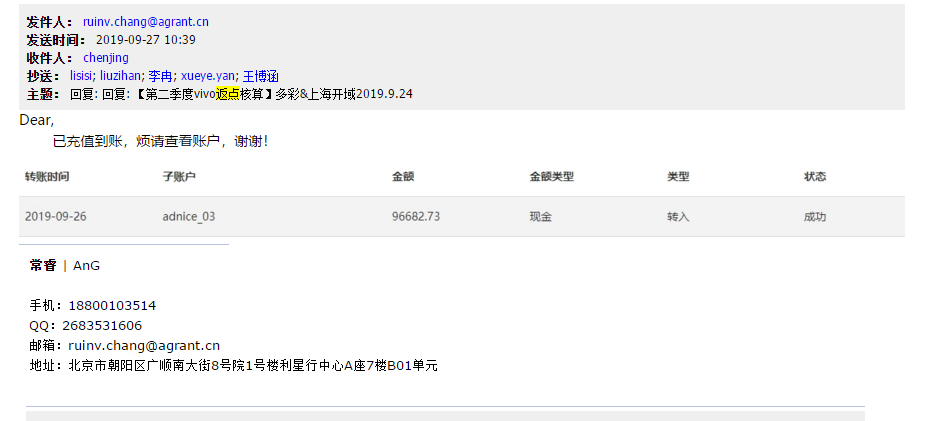 发件人： ruinv.chang@agrant.cn
发送时间： 2019-09-27 10:39
收件人： chenjing
抄送： lisisi; liuzihan; 李冉; xueye.yan; 王博涵
主题： 回复: 回复: 【第二季度vivo返点核算】多彩&上海开域2019.9.24
Dear,
已充值到账，烦请查看账户，谢谢！
转账时间 子账户 金额 金额类型 类型 状态
2019-09-26 adnice_03 96682.73 现金 转入 成功
常睿 | AnG
手机：18800103514
QQ：2683531606
邮箱：ruinv.chang@agrant.cn
地址：北京市朝阳区广顺南大街8号院1号楼利星行中心A座7楼B01单元